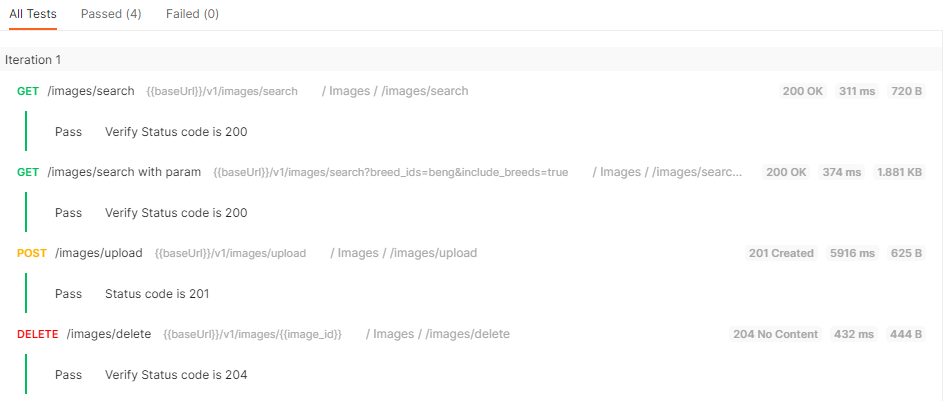 All Tests Passed (4) Failed (0)
Iteration 1
GET /images/search {{baseUrl}}/v1/images/search / Images / /images/search 200 OK 311 ms 720 B
Pass Verify Status code is 200
GET /images/search with param {{baseUrl}}/v1/images/search?breed_ids=beng&include_breeds=true / Images / /images/searc... 200 OK 374 ms 1.881 KB
Pass Verify Status code is 200
POST /images/upload {{baseUrl}}/v1/images/upload / Images / /images/upload 201 Created 5916 ms 625 B
Pass Status code is 201
DELETE /images/delete {{baseUrl}}/v1/images/{{image_id}} / Images / /images/delete 204 No Content 432 ms 444 B
Pass Verify Status code is 204